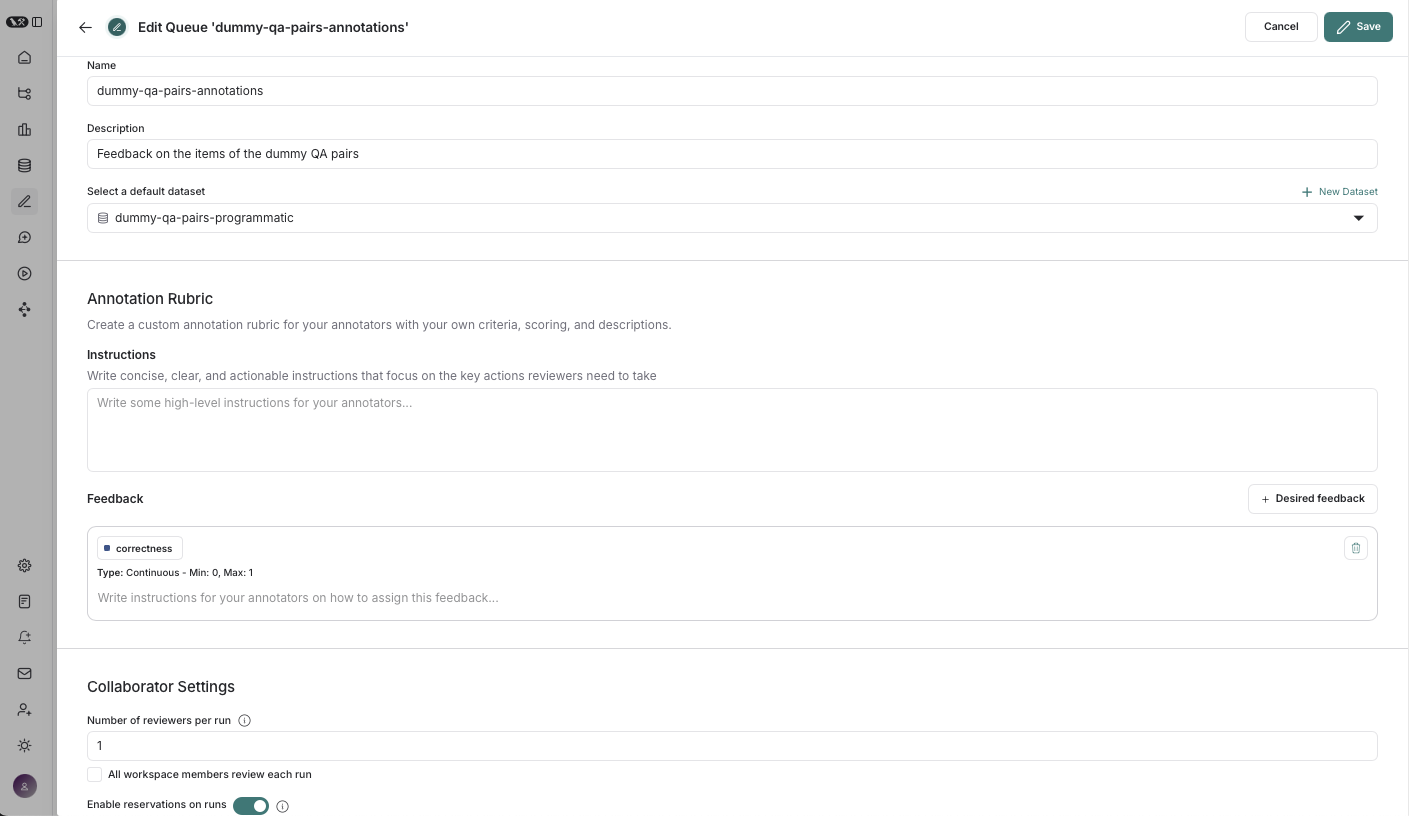 Edit Queue 'dummy-qa-pairs-annotations'
Cancel
Save
Name
dummy-qa-pairs-annotations
Description
Feedback on the items of the dummy QA pairs
Select a default dataset
New Dataset
dummy-qa-pairs-programmatic
Annotation Rubric
Create a custom annotation rubric for your annotators with your own criteria, scoring, and descriptions.
Instructions
Write concise, clear, and actionable instructions that focus on the key actions reviewers need to take
Write some high-level instructions for your annotators...
Feedback
+ Desired feedback
correctness
Type: Continuous - Min: 0, Max: 1
Write instructions for your annotators on how to assign this feedback...
Collaborator Settings
Number of reviewers per run
1
All workspace members review each run
Enable reservations on runs